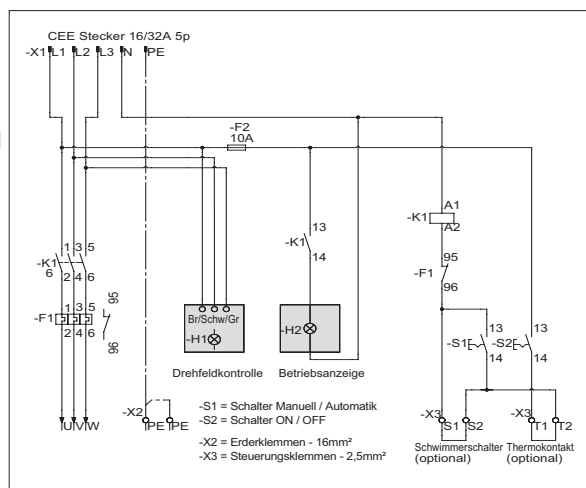 CEE Stecker 16/32A 5p
-X1 L1 L2 L3 N PE
-F2
10A
A1
-K1
A2
13
-K1
14
1 3 5
-K1
6
2 4 6
95
-F1
96
1 3 5
-F1
2 4 6
95
96
13
-S1
14
13
-S2
14
Br/Schw/Gr
-H1
-H2
Drehfeldkontrolle
Betriebsanzeige
U V W
-X2
PE PE
-S1 = Schalter Manuell / Automatik
-S2 = Schalter ON / OFF
-X2 = Erderklemmen - 16mm²
-X3 = Steuerungsklemmen - 2,5mm²
-X3 S1 S2
-X3 T1 T2
Schwimmerschalter
(optional)
Thermokontakt
(optional)